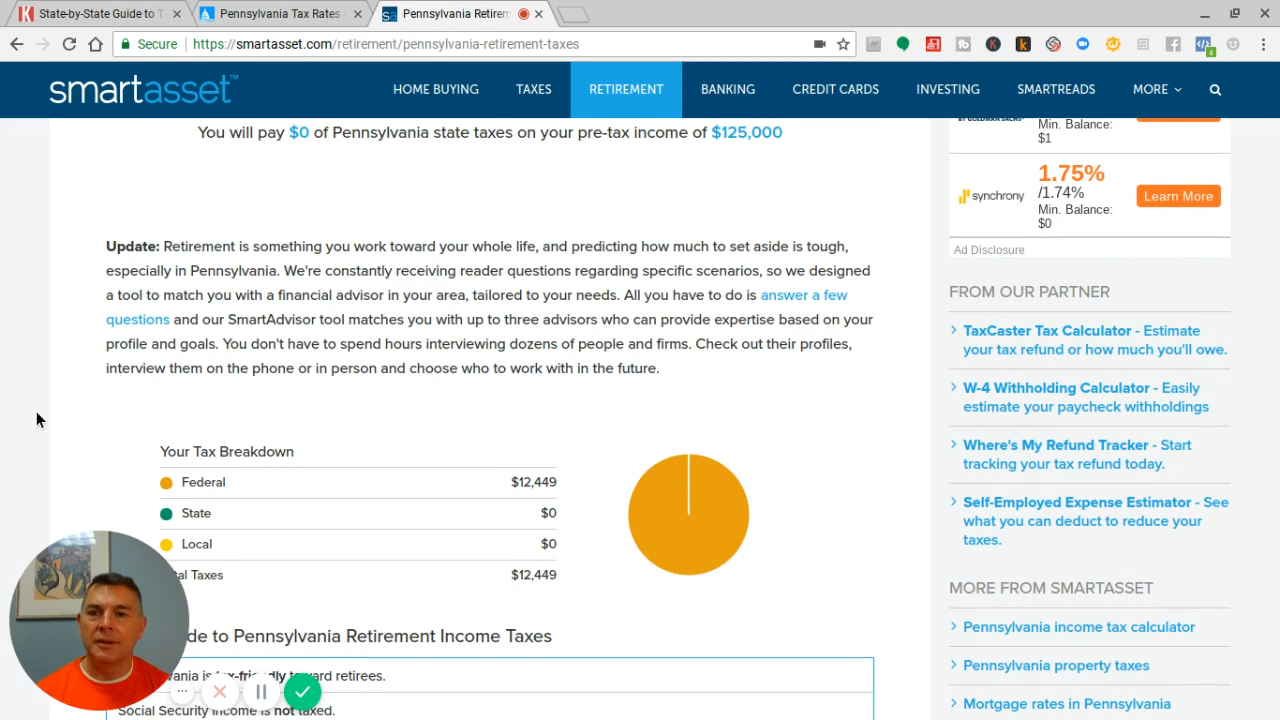 State-by-State Guide to T
Pennsylvania Tax Rates
Pennsylvania Retirem
Secure
https://smartasset.com/retirement/pennsylvania-retirement-taxes
smartasset™
HOME BUYING
TAXES
RETIREMENT
BANKING
CREDIT CARDS
INVESTING
SMARTREADS
MORE
You will pay $0 of Pennsylvania state taxes on your pre-tax income of $125,000
Update: Retirement is something you work toward your whole life, and predicting how much to set aside is tough,
especially in Pennsylvania. We're constantly receiving reader questions regarding specific scenarios, so we designed
a tool to match you with a financial advisor in your area, tailored to your needs. All you have to do is answer a few
questions and our SmartAdvisor tool matches you with up to three advisors who can provide expertise based on your
profile and goals. You don't have to spend hours interviewing dozens of people and firms. Check out their profiles,
interview them on the phone or in person and choose who to work with in the future.
Your Tax Breakdown
Federal $12,449
State $0
Local $0
Taxes $12,449
to Pennsylvania Retirement Income Taxes
is tax-friendly toward retirees.
Social Security income is not taxed.
Min. Balance:
$1
synchrony
1.75%
/1.74%
Min. Balance:
$0
Learn More
Ad Disclosure
FROM OUR PARTNER
TaxCaster Tax Calculator - Estimate
your tax refund or how much you'll owe.
W-4 Withholding Calculator - Easily
estimate your paycheck withholdings
Where's My Refund Tracker - Start
tracking your tax refund today.
Self-Employed Expense Estimator - See
what you can deduct to reduce your
taxes.
MORE FROM SMARTASSET
Pennsylvania income tax calculator
Pennsylvania property taxes
Mortgage rates in Pennsylvania